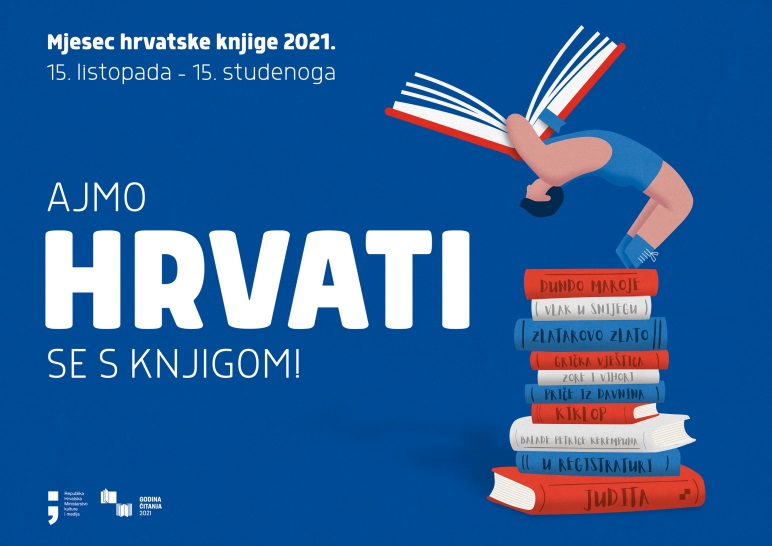 Mjesec hrvatske knjige 2021.
15. listopada - 15. studenoga
AJMO
HRVATI
SE S KNJIGOM!
DUNDO MAROJE
VLAK U SNIJEGU
ZLATAROVO ZLATO
GRIČKA VJEŠTICA
ZORE I VIHORI
PRIČE IZ DAVNINA
KIKLOP
BALADE PETRICE KEREMPUHA
U REGISTRATURI
JUDITA
Republika
Hrvatska
Ministarstvo
kulture
i medija
GODINA
ČITANJA
2021